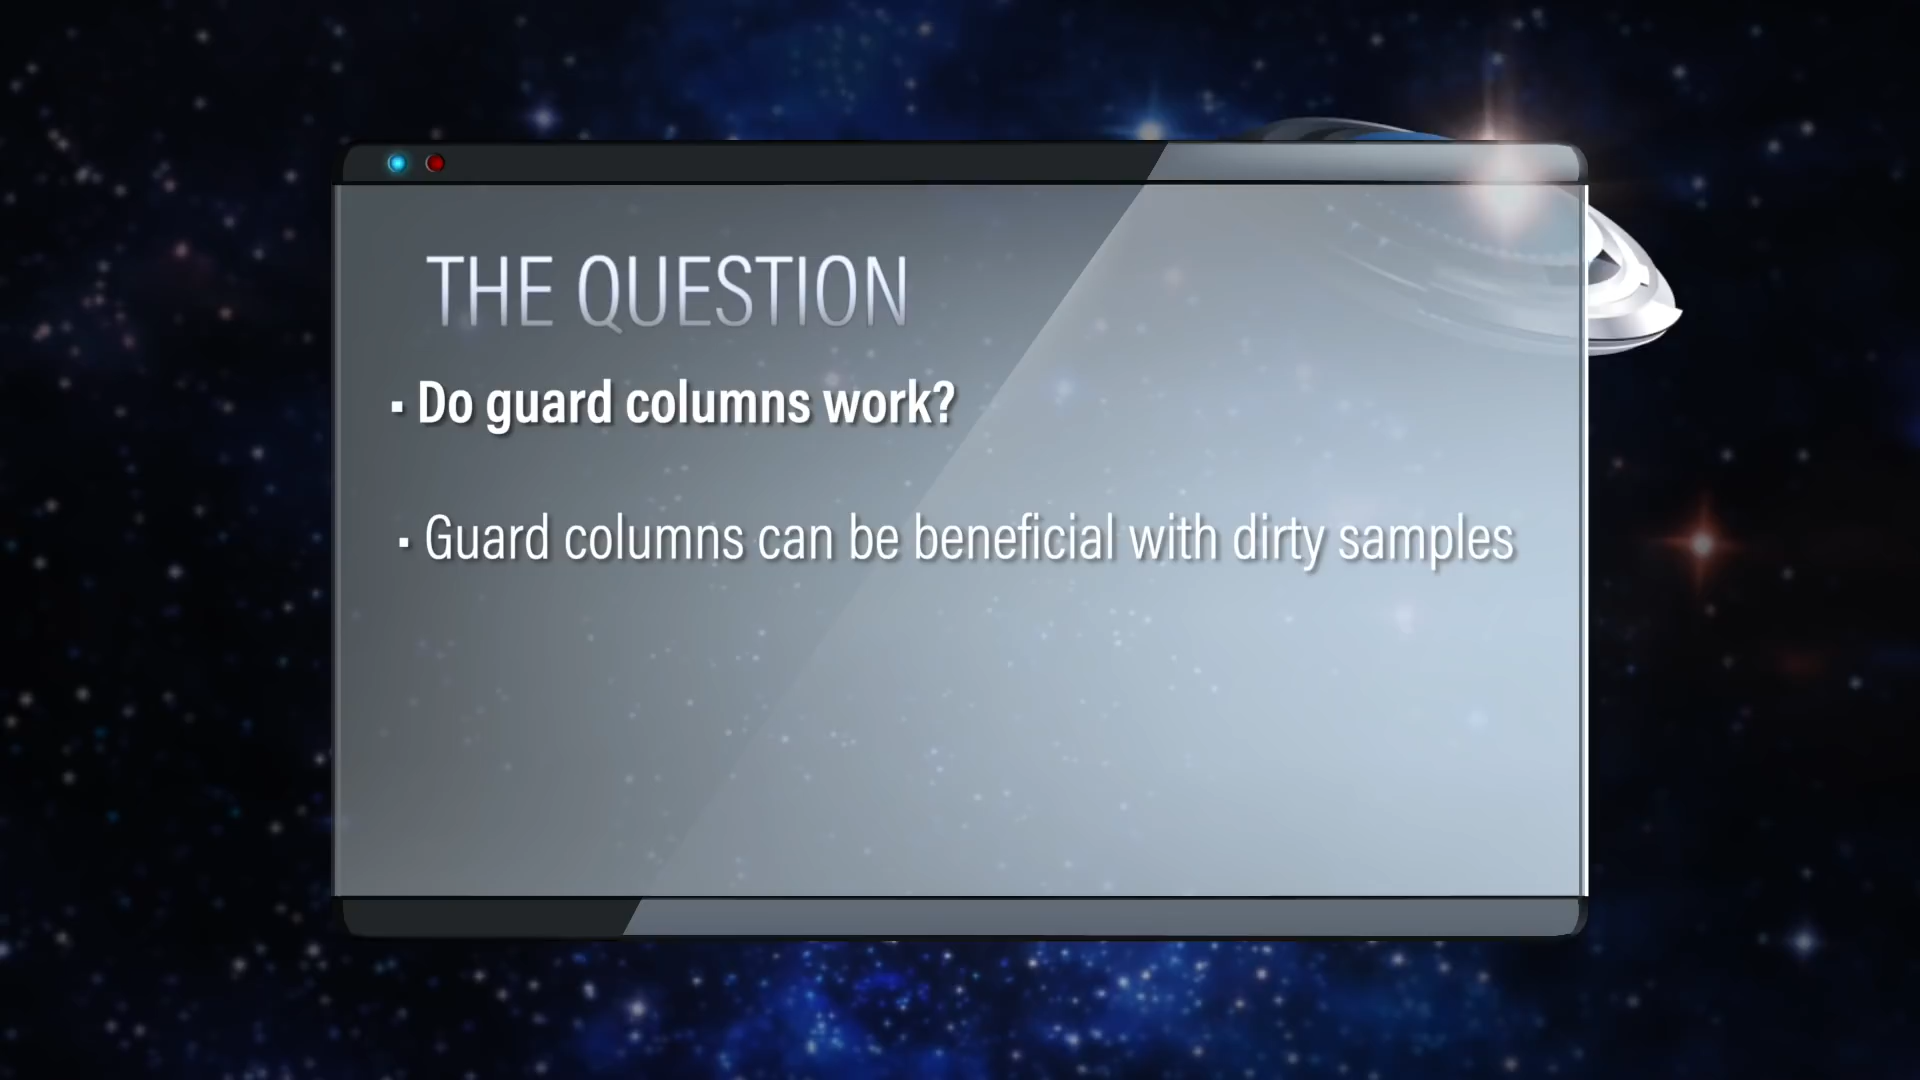 THE QUESTION
▪ Do guard columns work?
▪ Guard columns can be beneficial with dirty samples